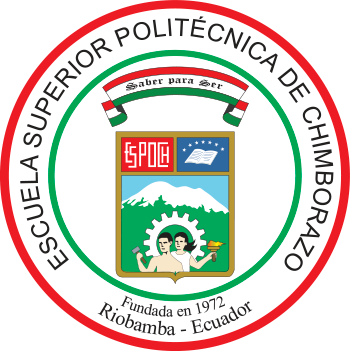 ESCUELA SUPERIOR POLITÉCNICA DE CHIMBORAZO
Saber para Ser
ESPOCH
Fundada en 1972
Riobamba - Ecuador